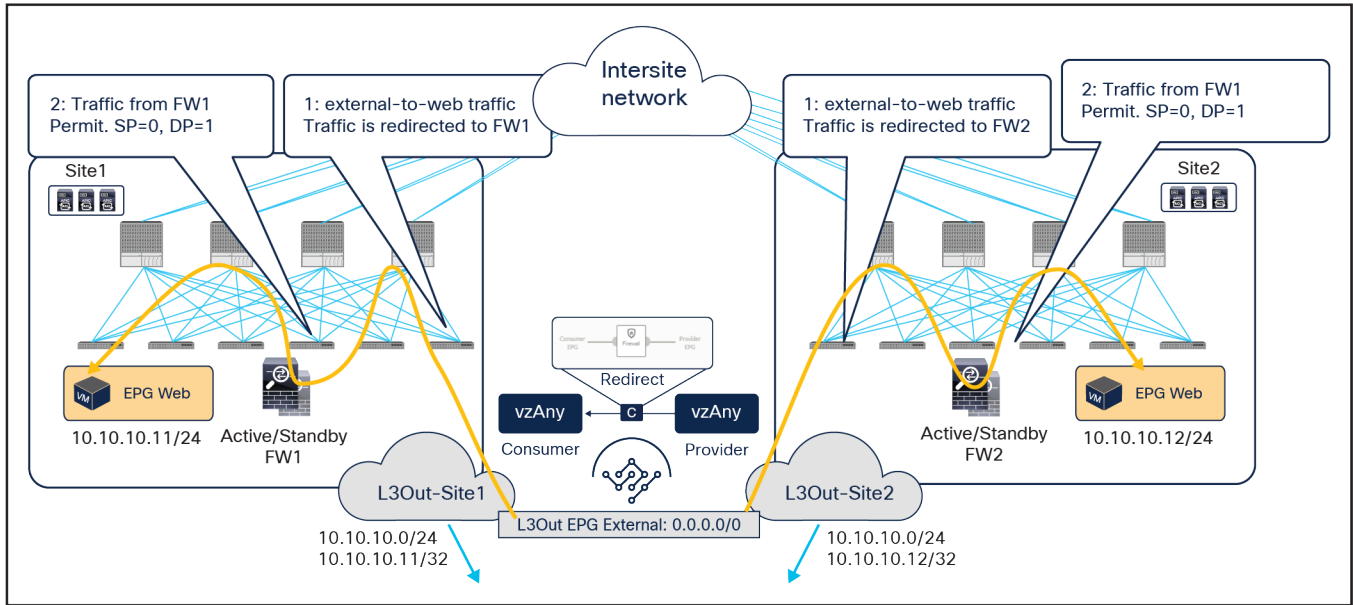 Intersite
network
2: Traffic from FW1
Permit. SP=0, DP=1
1: external-to-web traffic
Traffic is redirected to FW1
1: external-to-web traffic
Traffic is redirected to FW2
2: Traffic from FW1
Permit. SP=0, DP=1
Site1
Site2
Consumer
EPG
Firewall
Provider
EPG
Redirect
vzAny
C
vzAny
Consumer
Provider
VM
EPG Web
10.10.10.11/24
Active/Standby
FW1
Active/Standby
FW2
VM
EPG Web
10.10.10.12/24
L3Out-Site1
L3Out-Site2
L3Out EPG External: 0.0.0.0/0
10.10.10.0/24
10.10.10.11/32
10.10.10.0/24
10.10.10.12/32